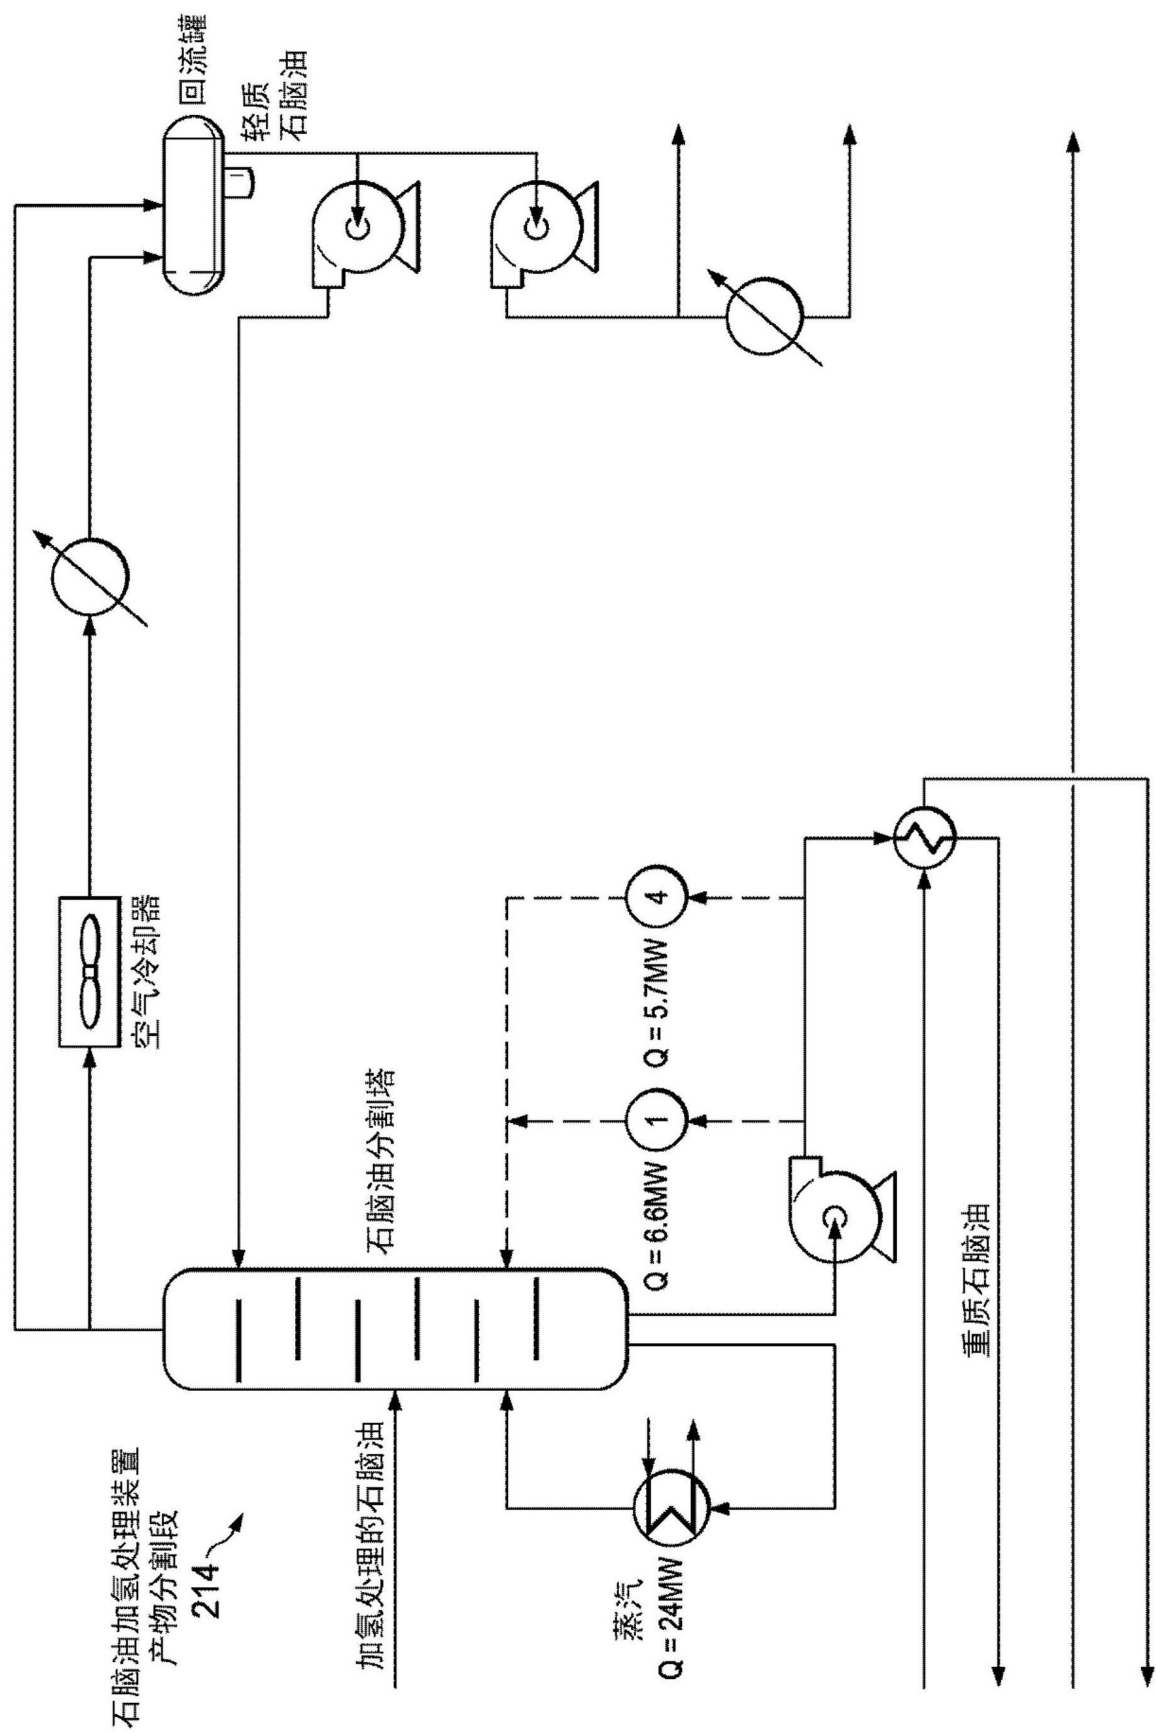 石脑油加氢处理装置
产物分割段
214
空气冷却器
回流罐
轻质
石脑油
石脑油分割塔
加氢处理的石脑油
蒸汽
Q = 24MW
Q = 6.6MW
1
Q = 5.7MW
4
重质石脑油